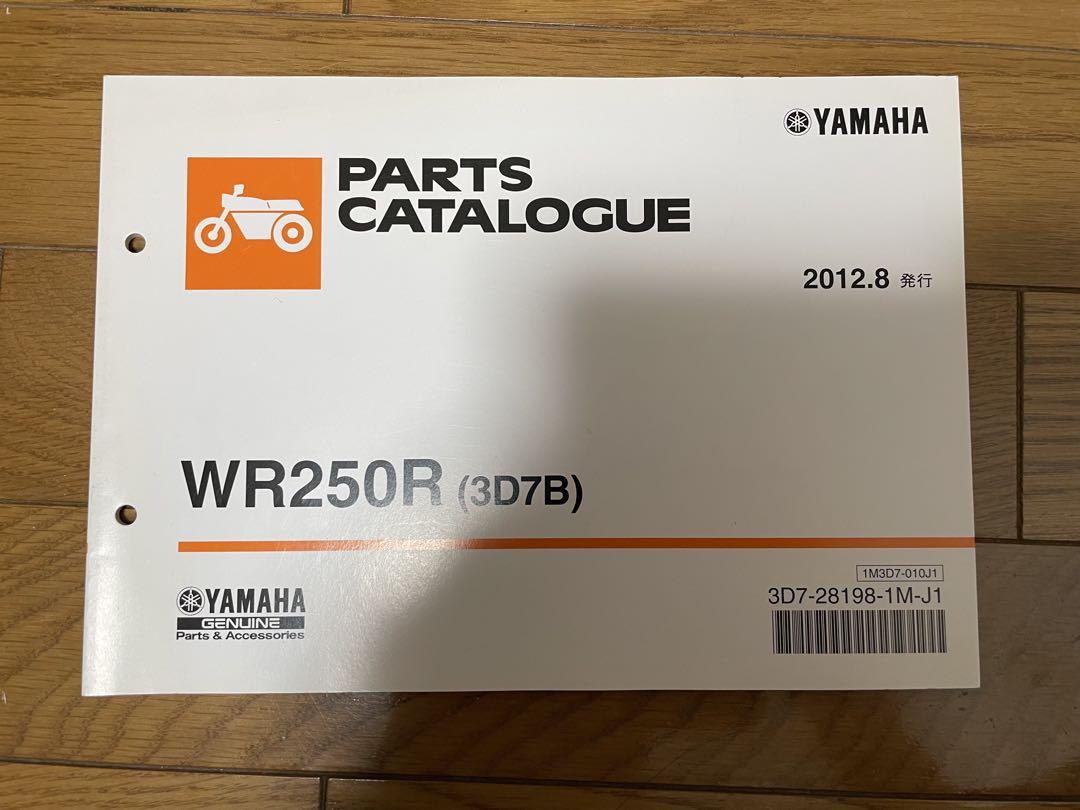 YAMAHA
PARTS
CATALOGUE
2012.8 発行
WR250R (3D7B)
YAMAHA
GENUINE
Parts & Accessories
1M3D7-010J1
3D7-28198-1M-J1